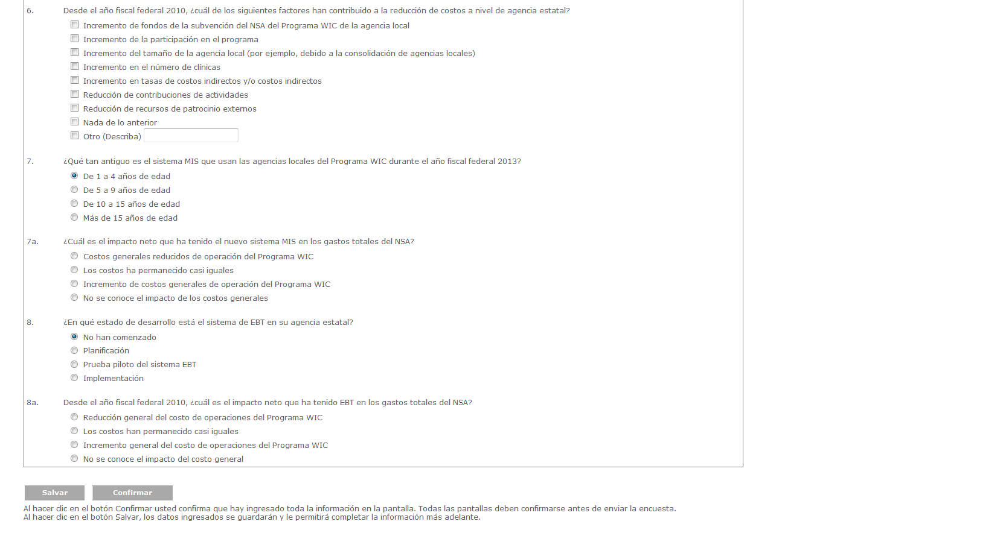 6. Desde el año fiscal federal 2010, ¿cuál de los siguientes factores han contribuido a la reducción de costos a nivel de agencia estatal?
Incremento de fondos de la subvención del NSA del Programa WIC de la agencia local
Incremento de la participación en el programa
Incremento del tamaño de la agencia local (por ejemplo, debido a la consolidación de agencias locales)
Incremento en el número de clínicas
Incremento en tasas de costos indirectos y/o costos indirectos
Reducción de contribuciones de actividades
Reducción de recursos de patrocinio externos
Nada de lo anterior
Otro (Describa)
7. ¿Qué tan antiguo es el sistema MIS que usan las agencias locales del Programa WIC durante el año fiscal federal 2013?
De 1 a 4 años de edad
De 5 a 9 años de edad
De 10 a 15 años de edad
Más de 15 años de edad
7a. ¿Cuál es el impacto neto que ha tenido el nuevo sistema MIS en los gastos totales del NSA?
Costos generales reducidos de operación del Programa WIC
Los costos ha permanecido casi iguales
Incremento de costos generales de operación del Programa WIC
No se conoce el impacto de los costos generales
8. ¿En qué estado de desarrollo está el sistema de EBT en su agencia estatal?
No han comenzado
Planificación
Prueba piloto del sistema EBT
Implementación
8a. Desde el año fiscal federal 2010, ¿cuál es el impacto neto que ha tenido EBT en los gastos totales del NSA?
Reducción general del costo de operaciones del Programa WIC
Los costos han permanecido casi iguales
Incremento general del costo de operaciones del Programa WIC
No se conoce el impacto del costo general
Salvar Confirmar
Al hacer clic en el botón Confirmar usted confirma que hay ingresado toda la información en la pantalla. Todas las pantallas deben confirmarse antes de enviar la encuesta.
Al hacer clic en el botón Salvar, los datos ingresados se guardarán y le permitirá completar la información más adelante.